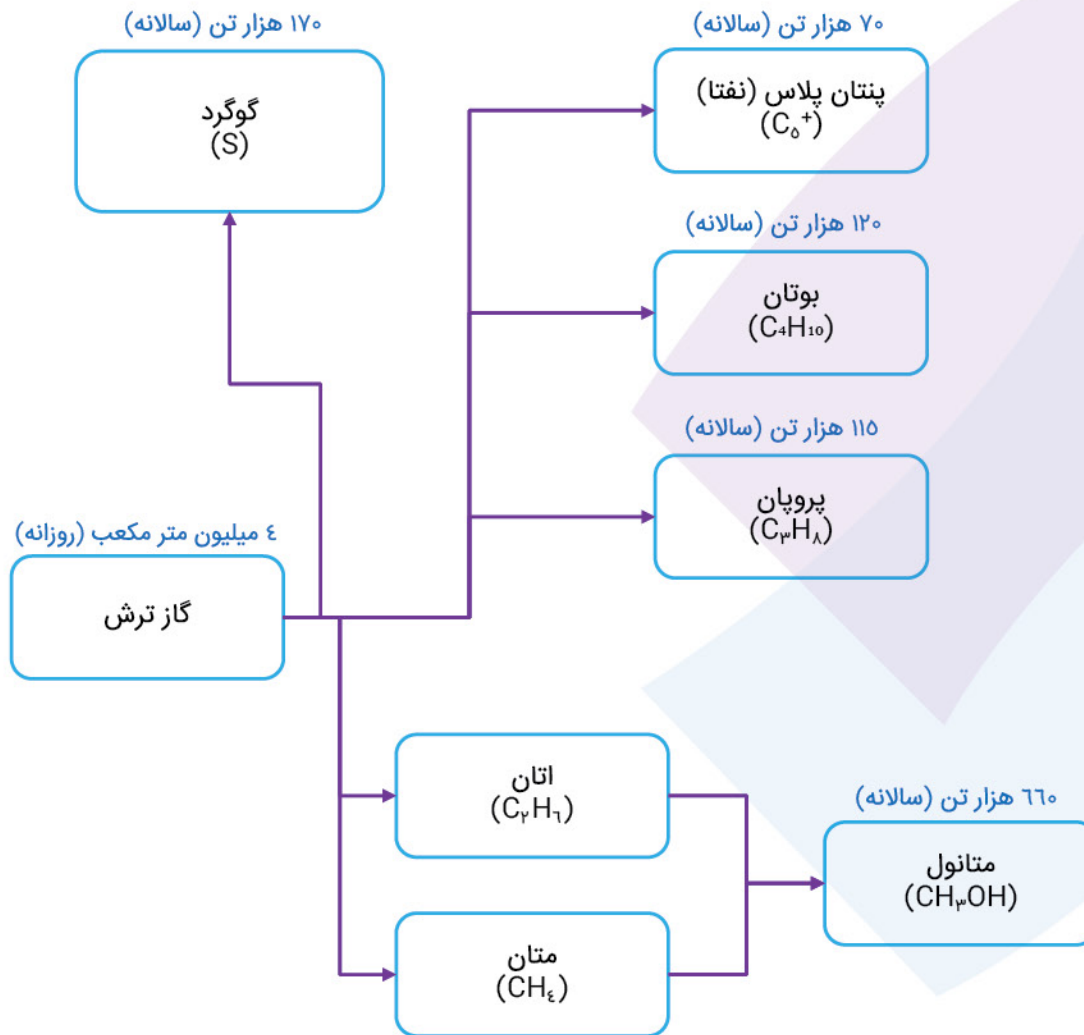 ۱۷۰ هزار تن (سالانه)
گوگرد
(S)
۷۰ هزار تن (سالانه)
پنتان پلاس (نفتا)
(C₅⁺)
۱۲۰ هزار تن (سالانه)
بوتان
(C₄H₁₀)
۱۱۵ هزار تن (سالانه)
پروپان
(C₃H₈)
٤ میلیون متر مکعب (روزانه)
گاز ترش
اتان
(C₂H₆)
٦٦۰ هزار تن (سالانه)
متانول
(CH₃OH)
متان
(CH₄)